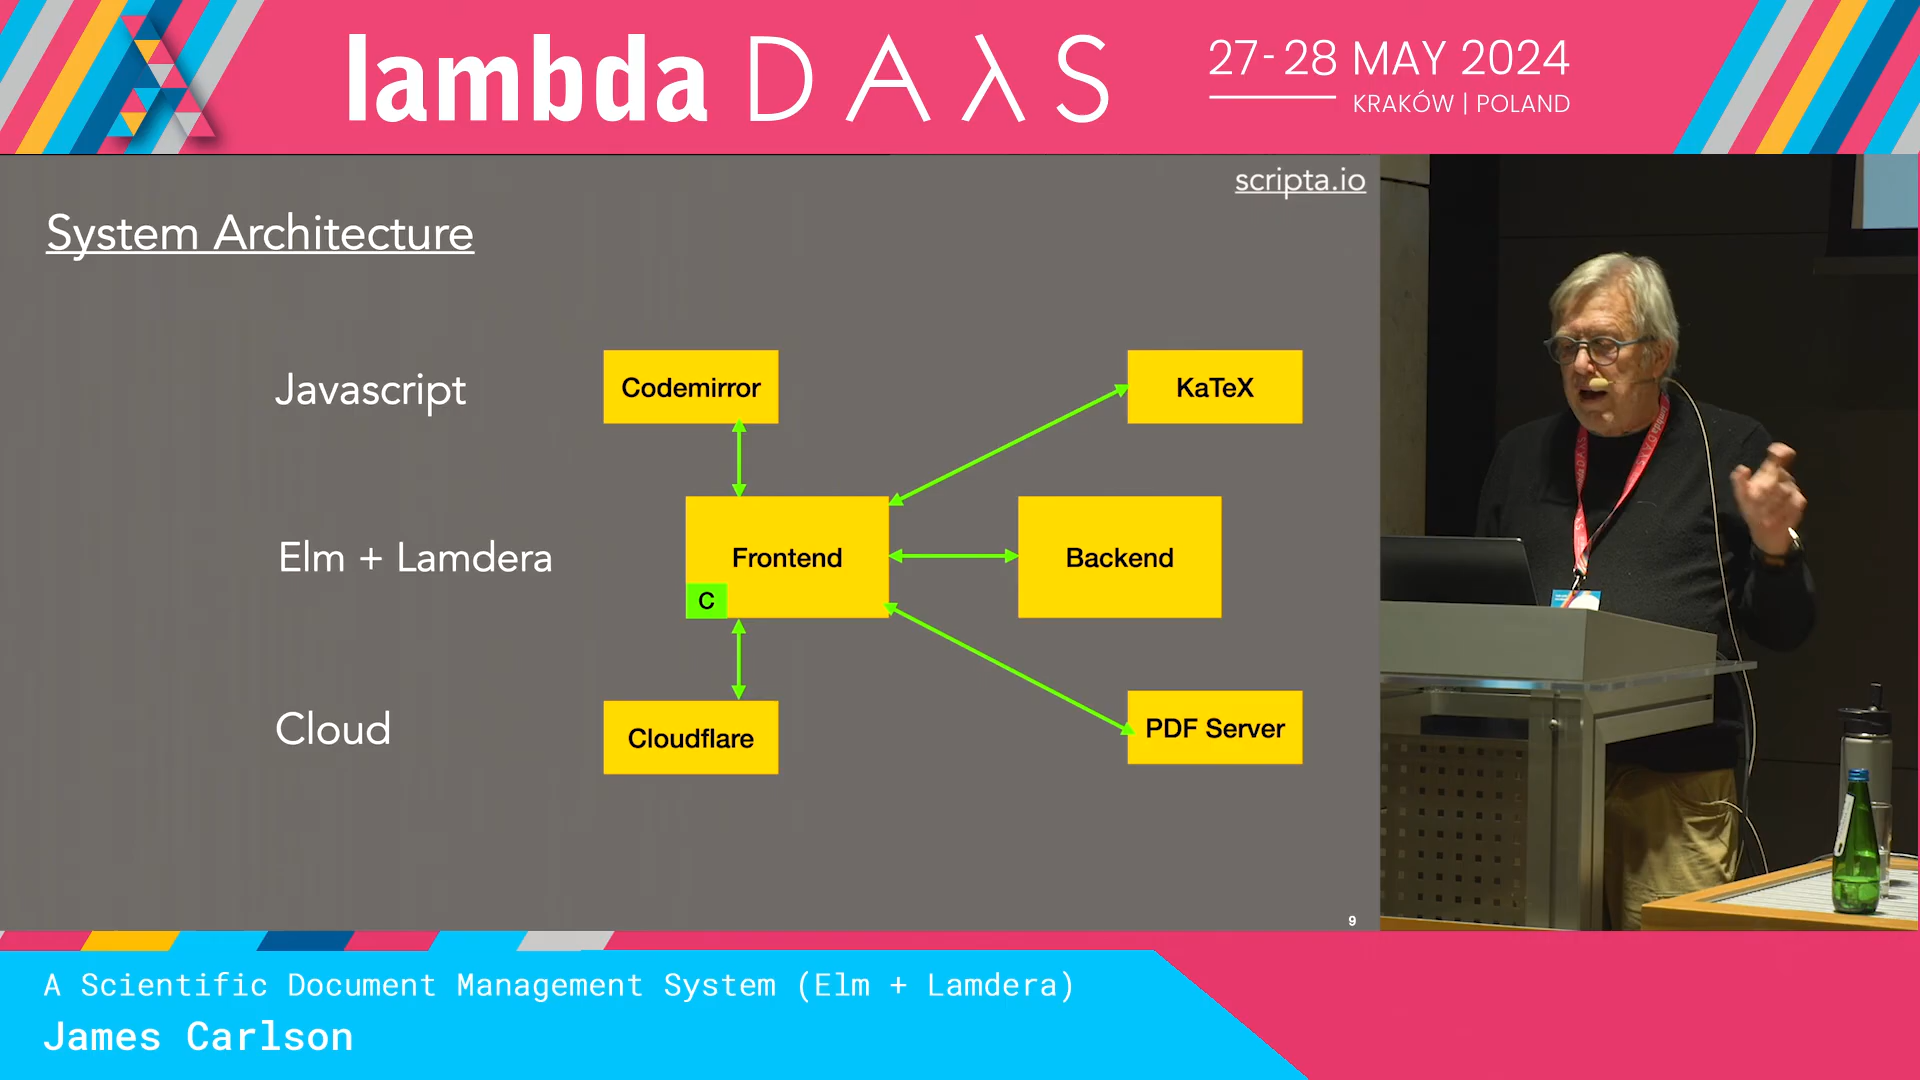 lambda DAλS
27-28 MAY 2024
KRAKÓW | POLAND
scripta.io
System Architecture
Javascript
Codemirror
KaTeX
Elm + Lamdera
Frontend
Backend
C
Cloud
Cloudflare
PDF Server
9
A Scientific Document Management System (Elm + Lamdera)
James Carlson